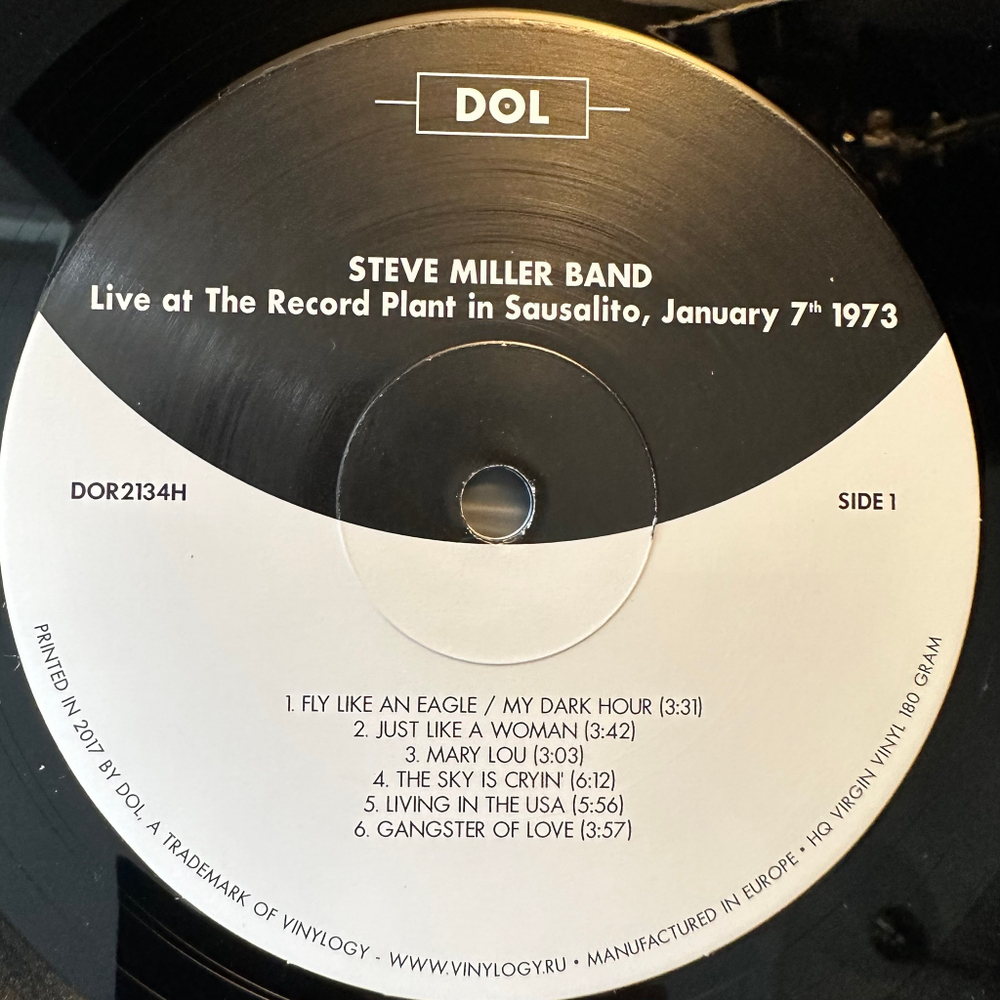 DOL
STEVE MILLER BAND
Live at The Record Plant in Sausalito, January 7th 1973
DOR2134H
SIDE 1
1. FLY LIKE AN EAGLE / MY DARK HOUR (3:31)
2. JUST LIKE A WOMAN (3:42)
3. MARY LOU (3:03)
4. THE SKY IS CRYIN' (6:12)
5. LIVING IN THE USA (5:56)
6. GANGSTER OF LOVE (3:57)
PRINTED IN 2017 BY DOL, A TRADEMARK OF VINYLOGY - WWW.VINYLOGY.RU • MANUFACTURED IN EUROPE • HQ VIRGIN VINYL 180 GRAM